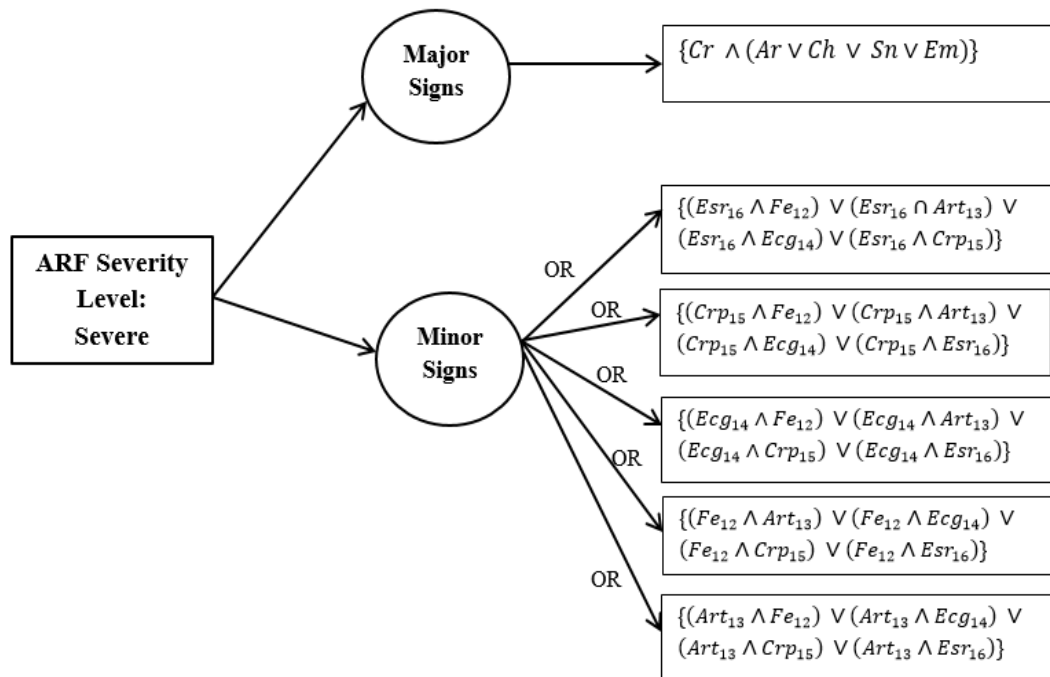 Major
Signs
{Cr ∧ (Ar ∨ Ch ∨ Sn ∨ Em)}
ARF Severity
Level:
Severe
Minor
Signs
OR
{(Esr₁₆ ∧ Fe₁₂) ∨ (Esr₁₆ ∩ Art₁₃) ∨
(Esr₁₆ ∧ Ecg₁₄) ∨ (Esr₁₆ ∧ Crp₁₅)}
OR
{(Crp₁₅ ∧ Fe₁₂) ∨ (Crp₁₅ ∧ Art₁₃) ∨
(Crp₁₅ ∧ Ecg₁₄) ∨ (Crp₁₅ ∧ Esr₁₆)}
OR
{(Ecg₁₄ ∧ Fe₁₂) ∨ (Ecg₁₄ ∧ Art₁₃) ∨
(Ecg₁₄ ∧ Crp₁₅) ∨ (Ecg₁₄ ∧ Esr₁₆)}
OR
{(Fe₁₂ ∧ Art₁₃) ∨ (Fe₁₂ ∧ Ecg₁₄) ∨
(Fe₁₂ ∧ Crp₁₅) ∨ (Fe₁₂ ∧ Esr₁₆)}
OR
{(Art₁₃ ∧ Fe₁₂) ∨ (Art₁₃ ∧ Ecg₁₄) ∨
(Art₁₃ ∧ Crp₁₅) ∨ (Art₁₃ ∧ Esr₁₆)}